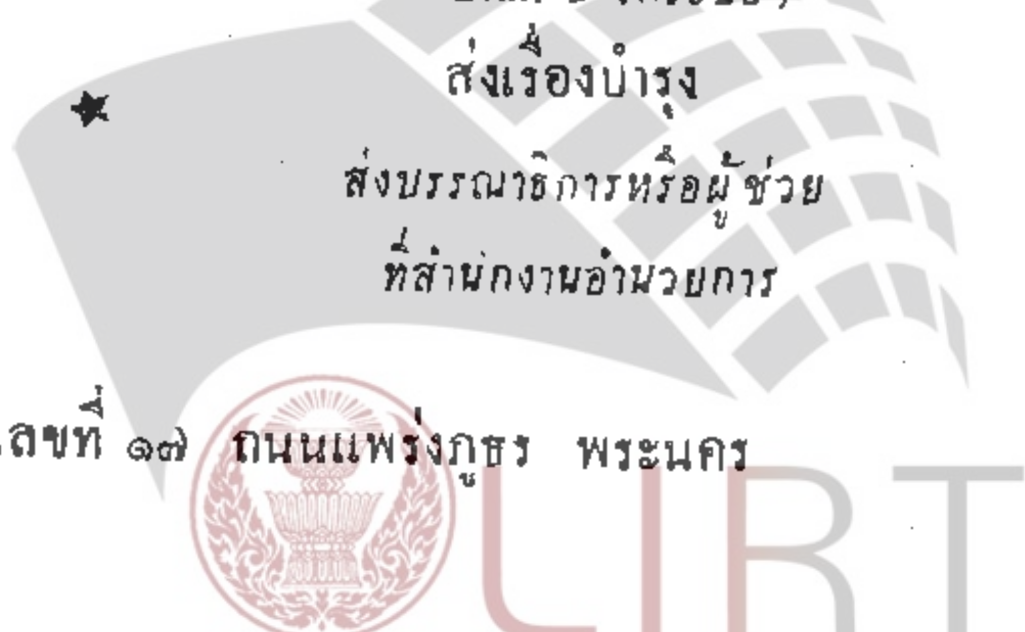 ส่งเรื่องบำรุง
ส่งบรรณาธิการหรือผู้ช่วย
ที่สำนักงานอำนวยการ
เลขที่ ๑๗ ถนนแพร่งภูธร พระนคร
LIRT